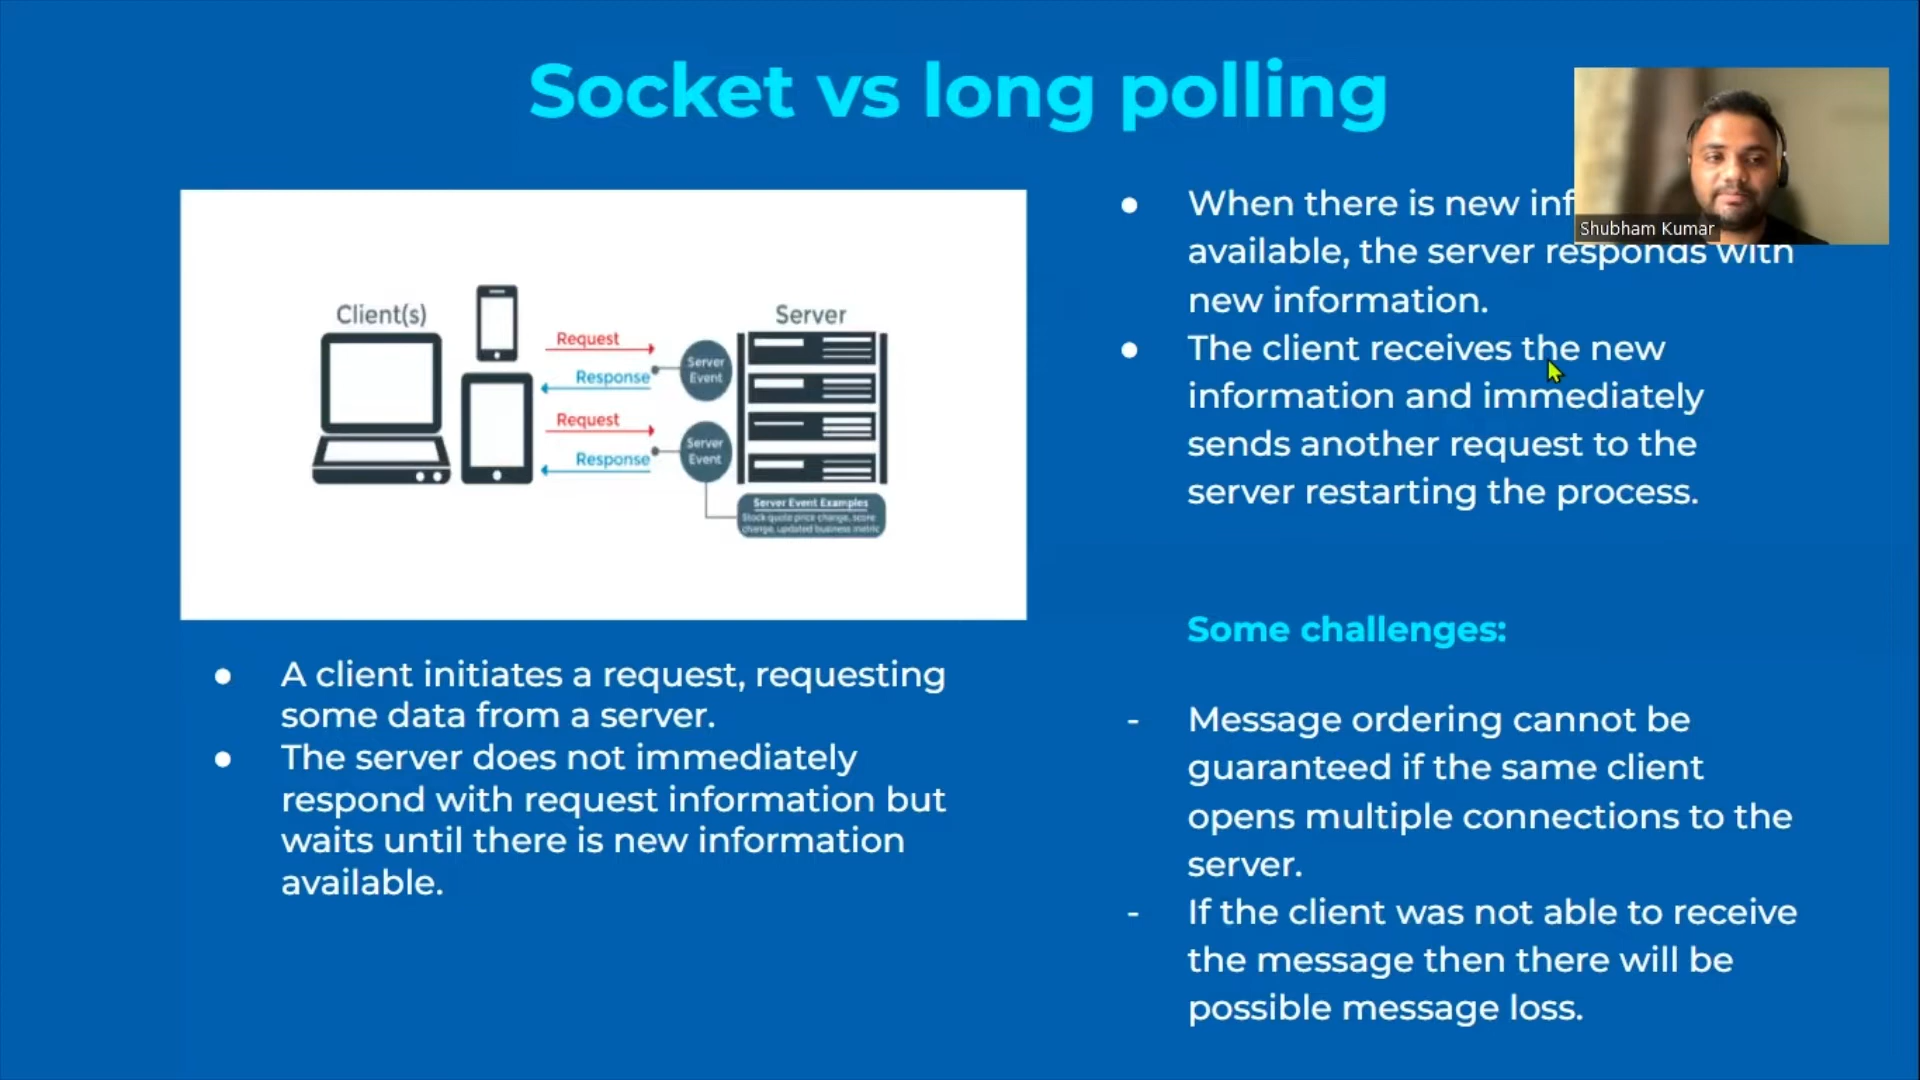 Socket vs long polling
Client(s)
Server
Request
Response
Server
Event
Request
Response
Server
Event
Server Event Examples
Stock quote price change, score
change, updated business metric
● A client initiates a request, requesting
some data from a server.
● The server does not immediately
respond with request information but
waits until there is new information
available.
● When there is new inf
available, the server responds with
new information.
● The client receives the new
information and immediately
sends another request to the
server restarting the process.
Some challenges:
- Message ordering cannot be
guaranteed if the same client
opens multiple connections to the
server.
- If the client was not able to receive
the message then there will be
possible message loss.
Shubham Kumar